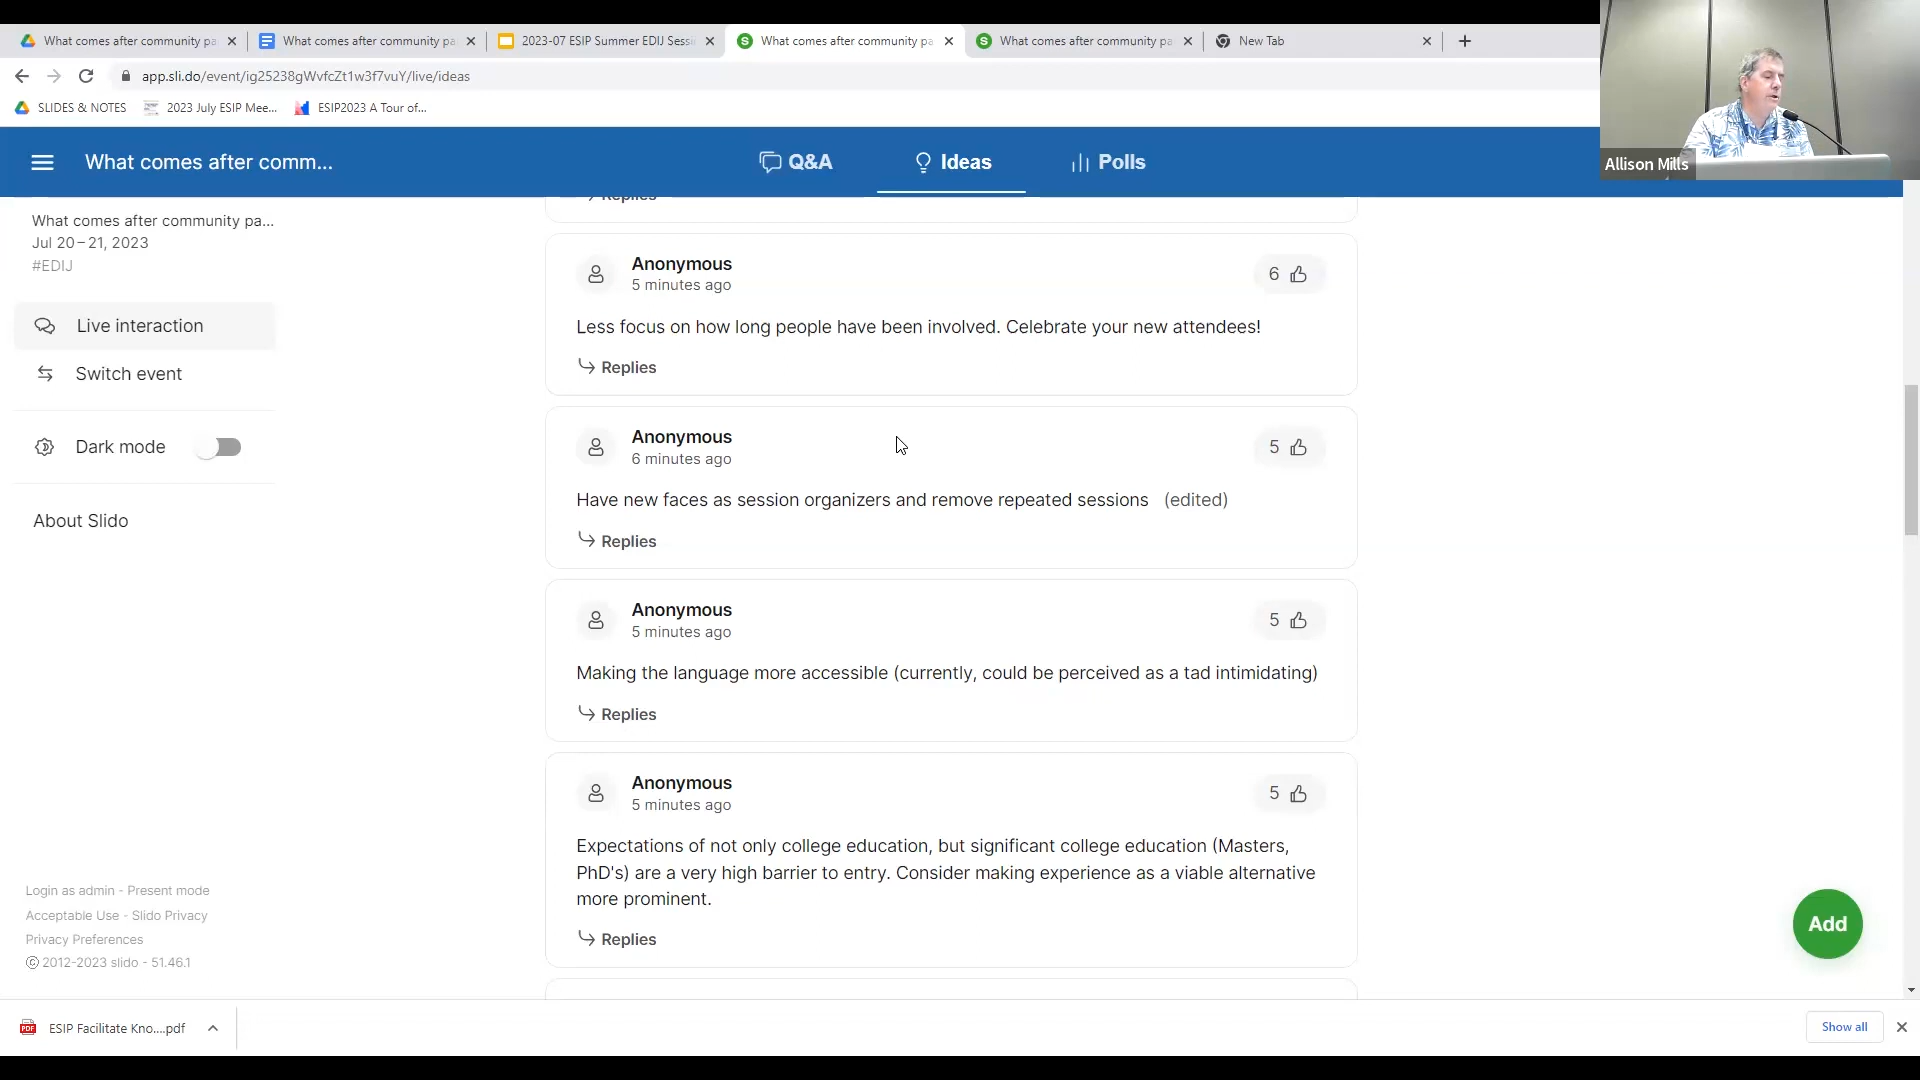 What comes after community pa
What comes after community pa
2023-07 ESIP Summer EDIJ Sessi
What comes after community pa
What comes after community pa
New Tab
app.sli.do/event/ig25238gWvfcZt1w3f7vuY/live/ideas
SLIDES & NOTES
2023 July ESIP Mee...
ESIP2023 A Tour of...
Allison Mills
What comes after comm...
Q&A
Ideas
Polls
What comes after community pa...
Jul 20 – 21, 2023
#EDIJ
Live interaction
Switch event
Dark mode
About Slido
Login as admin - Present mode
Acceptable Use - Slido Privacy
Privacy Preferences
© 2012-2023 slido - 51.46.1
Replies
Anonymous
5 minutes ago
6
Less focus on how long people have been involved. Celebrate your new attendees!
Replies
Anonymous
6 minutes ago
5
Have new faces as session organizers and remove repeated sessions (edited)
Replies
Anonymous
5 minutes ago
5
Making the language more accessible (currently, could be perceived as a tad intimidating)
Replies
Anonymous
5 minutes ago
5
Expectations of not only college education, but significant college education (Masters,
PhD's) are a very high barrier to entry. Consider making experience as a viable alternative
more prominent.
Replies
Add
PDF
ESIP Facilitate Kno....pdf
Show all